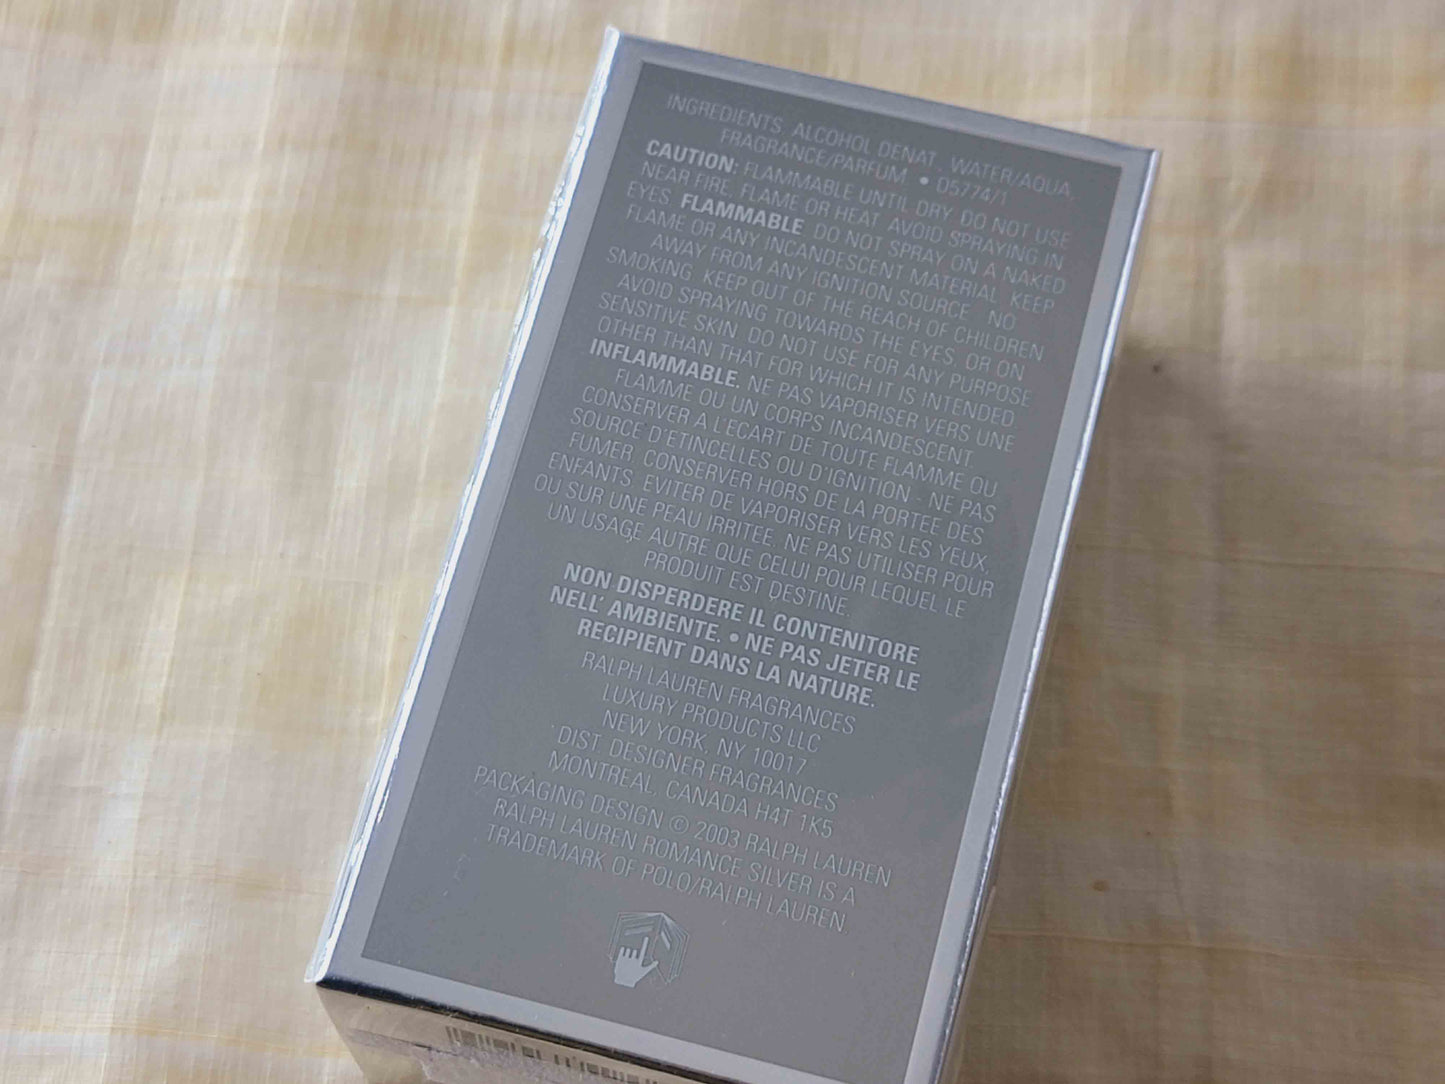 INGREDIENTS. ALCOHOL DENAT., WATER/AQUA,
FRAGRANCE/PARFUM. • D5774/1
CAUTION: FLAMMABLE UNTIL DRY. DO NOT USE
NEAR FIRE, FLAME OR HEAT. AVOID SPRAYING IN
EYES. FLAMMABLE. DO NOT SPRAY ON A NAKED
FLAME OR ANY INCANDESCENT MATERIAL. KEEP
AWAY FROM ANY IGNITION SOURCE. NO
SMOKING. KEEP OUT OF THE REACH OF CHILDREN.
AVOID SPRAYING TOWARDS THE EYES, OR ON
SENSITIVE SKIN. DO NOT USE FOR ANY PURPOSE
OTHER THAN THAT FOR WHICH IT IS INTENDED.
INFLAMMABLE. NE PAS VAPORISER VERS UNE
FLAMME OU UN CORPS INCANDESCENT.
CONSERVER A L'ECART DE TOUTE FLAMME OU
SOURCE D'ETINCELLES OU D'IGNITION. NE PAS
FUMER. CONSERVER HORS DE LA PORTEE DES
ENFANTS. EVITER DE VAPORISER VERS LES YEUX,
OU SUR UNE PEAU IRRITEE. NE PAS UTILISER POUR
UN USAGE AUTRE QUE CELUI POUR LEQUEL LE
PRODUIT EST DESTINE.
NON DISPERDERE IL CONTENITORE
NELL' AMBIENTE. • NE PAS JETER LE
RECIPIENT DANS LA NATURE.
RALPH LAUREN FRAGRANCES
LUXURY PRODUCTS LLC
NEW YORK, NY 10017
DIST. DESIGNER FRAGRANCES
MONTREAL, CANADA H4T 1K5
PACKAGING DESIGN © 2003 RALPH LAUREN
RALPH LAUREN ROMANCE SILVER IS A
TRADEMARK OF POLO/RALPH LAUREN.